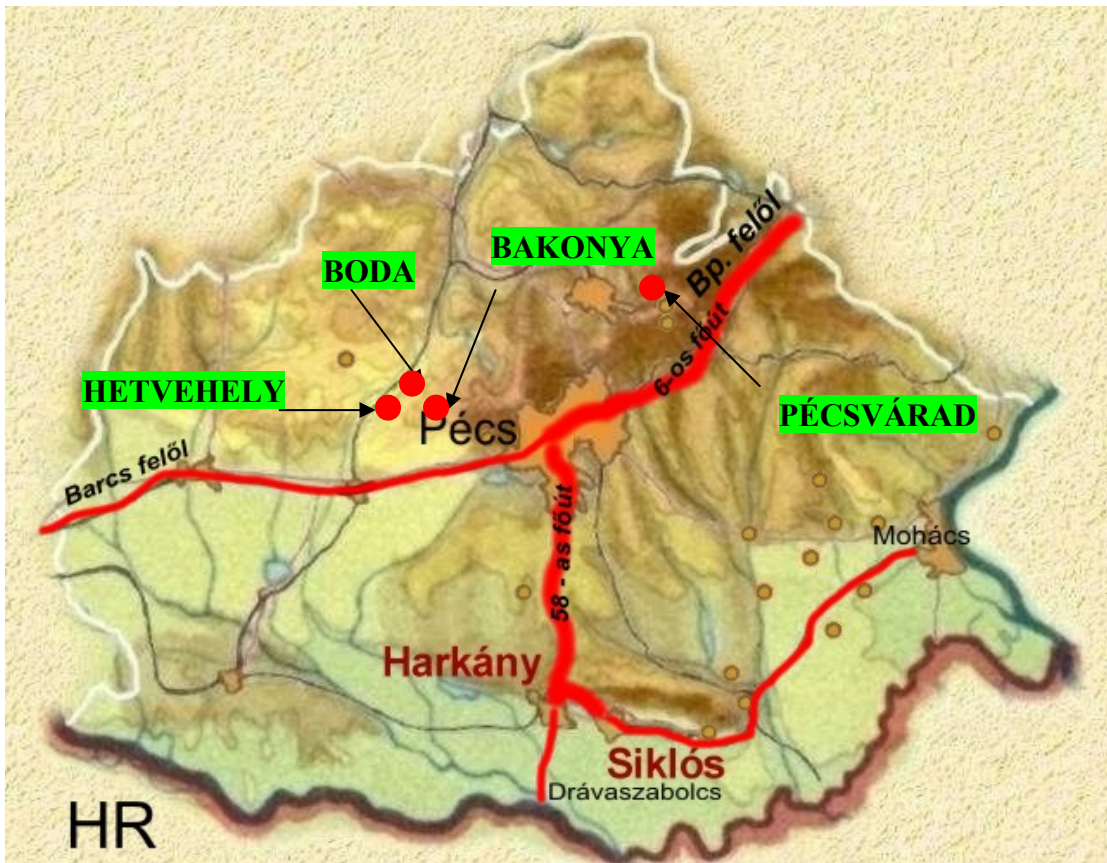 Bp. felől
BAKONYA
BODA
HETVEHELY
6-os főút
PÉCSVÁRAD
Pécs
Barcs felől
58 - as főút
Mohács
Harkány
Siklós
Drávaszabolcs
HR